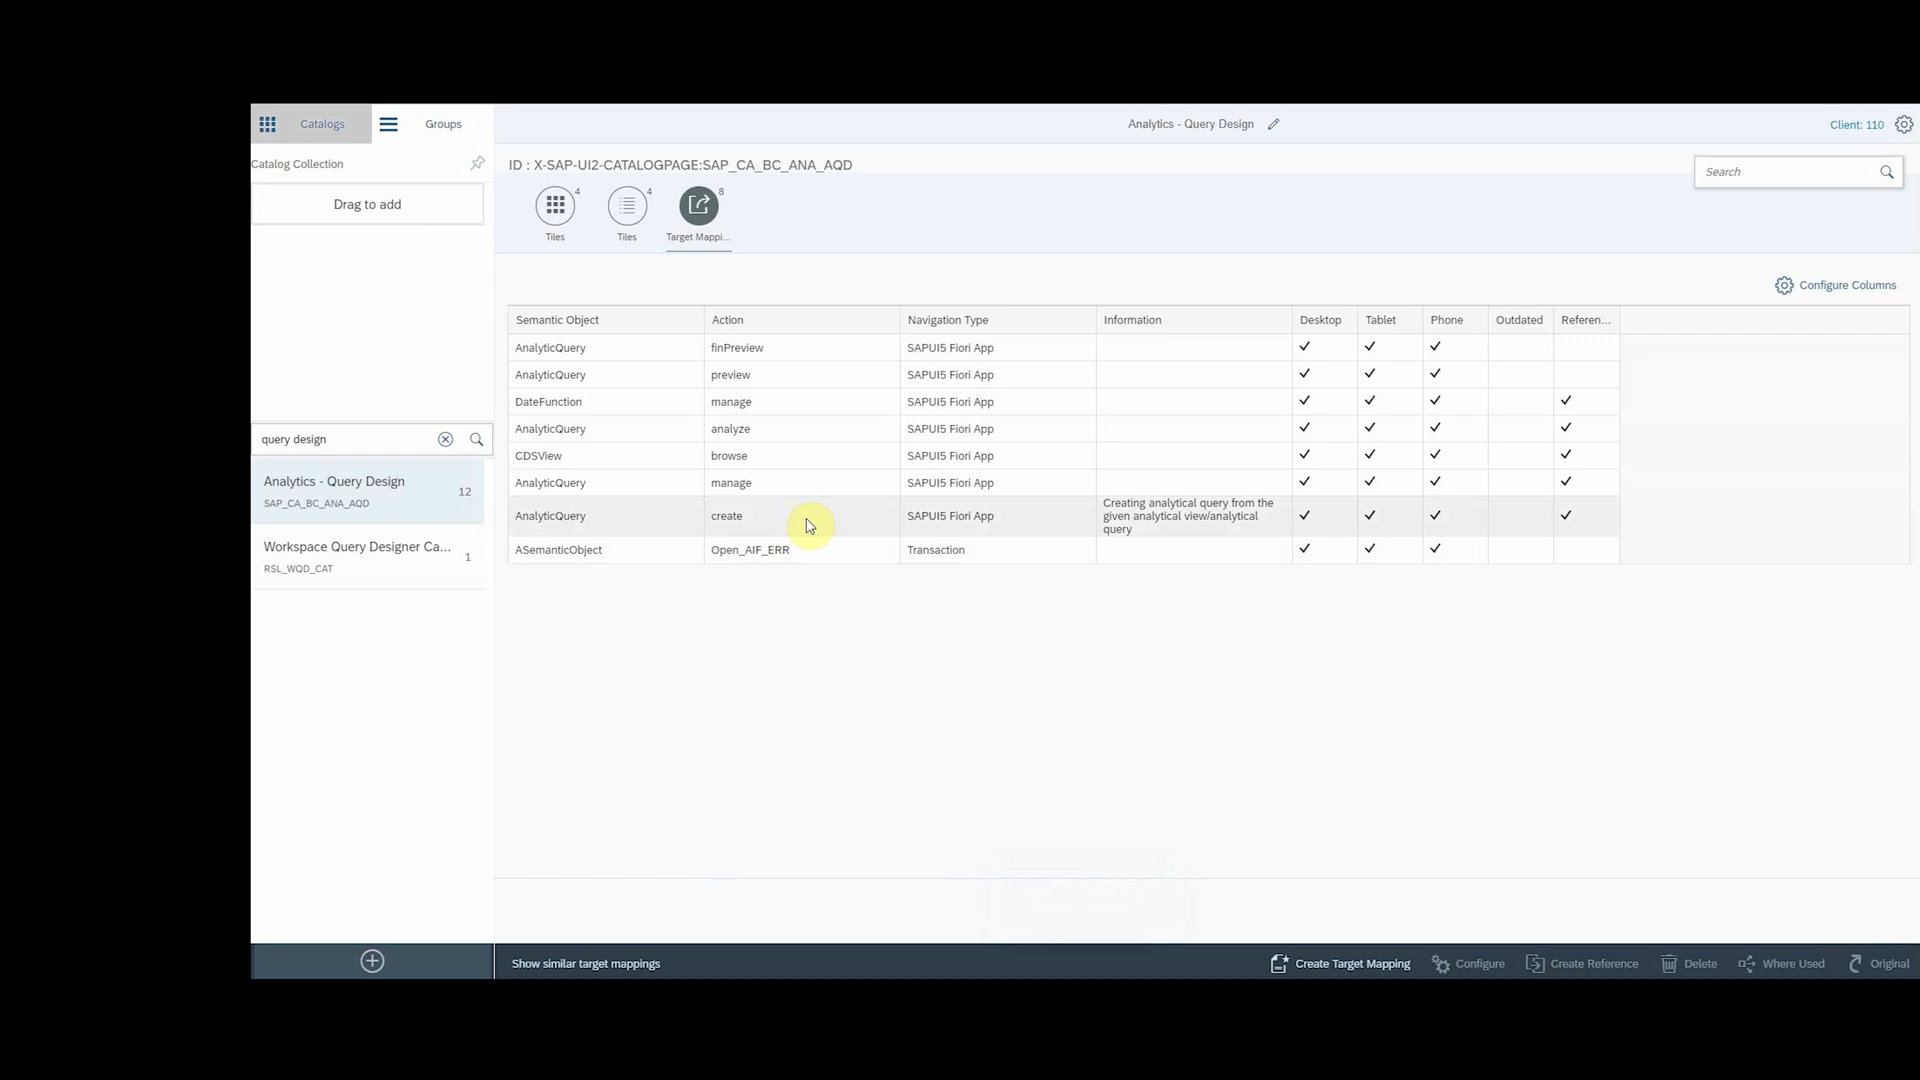 Catalogs
Groups
Analytics - Query Design
Client: 110
Catalog Collection
ID : X-SAP-UI2-CATALOGPAGE:SAP_CA_BC_ANA_AQD
Search
Drag to add
4
4
8
Tiles
Tiles
Target Mappi...
Configure Columns
Semantic Object Action Navigation Type Information Desktop Tablet Phone Outdated Referen...
AnalyticQuery finPreview SAPUI5 Fiori App
AnalyticQuery preview SAPUI5 Fiori App
DateFunction manage SAPUI5 Fiori App
AnalyticQuery analyze SAPUI5 Fiori App
CDSView browse SAPUI5 Fiori App
AnalyticQuery manage SAPUI5 Fiori App
AnalyticQuery create SAPUI5 Fiori App
Creating analytical query from the
given analytical view/analytical
query
ASemanticObject Open_AIF_ERR Transaction
query design
Analytics - Query Design
12
SAP_CA_BC_ANA_AQD
Workspace Query Designer Ca...
1
RSL_WQD_CAT
Show similar target mappings
Create Target Mapping
Configure
Create Reference
Delete
Where Used
Original